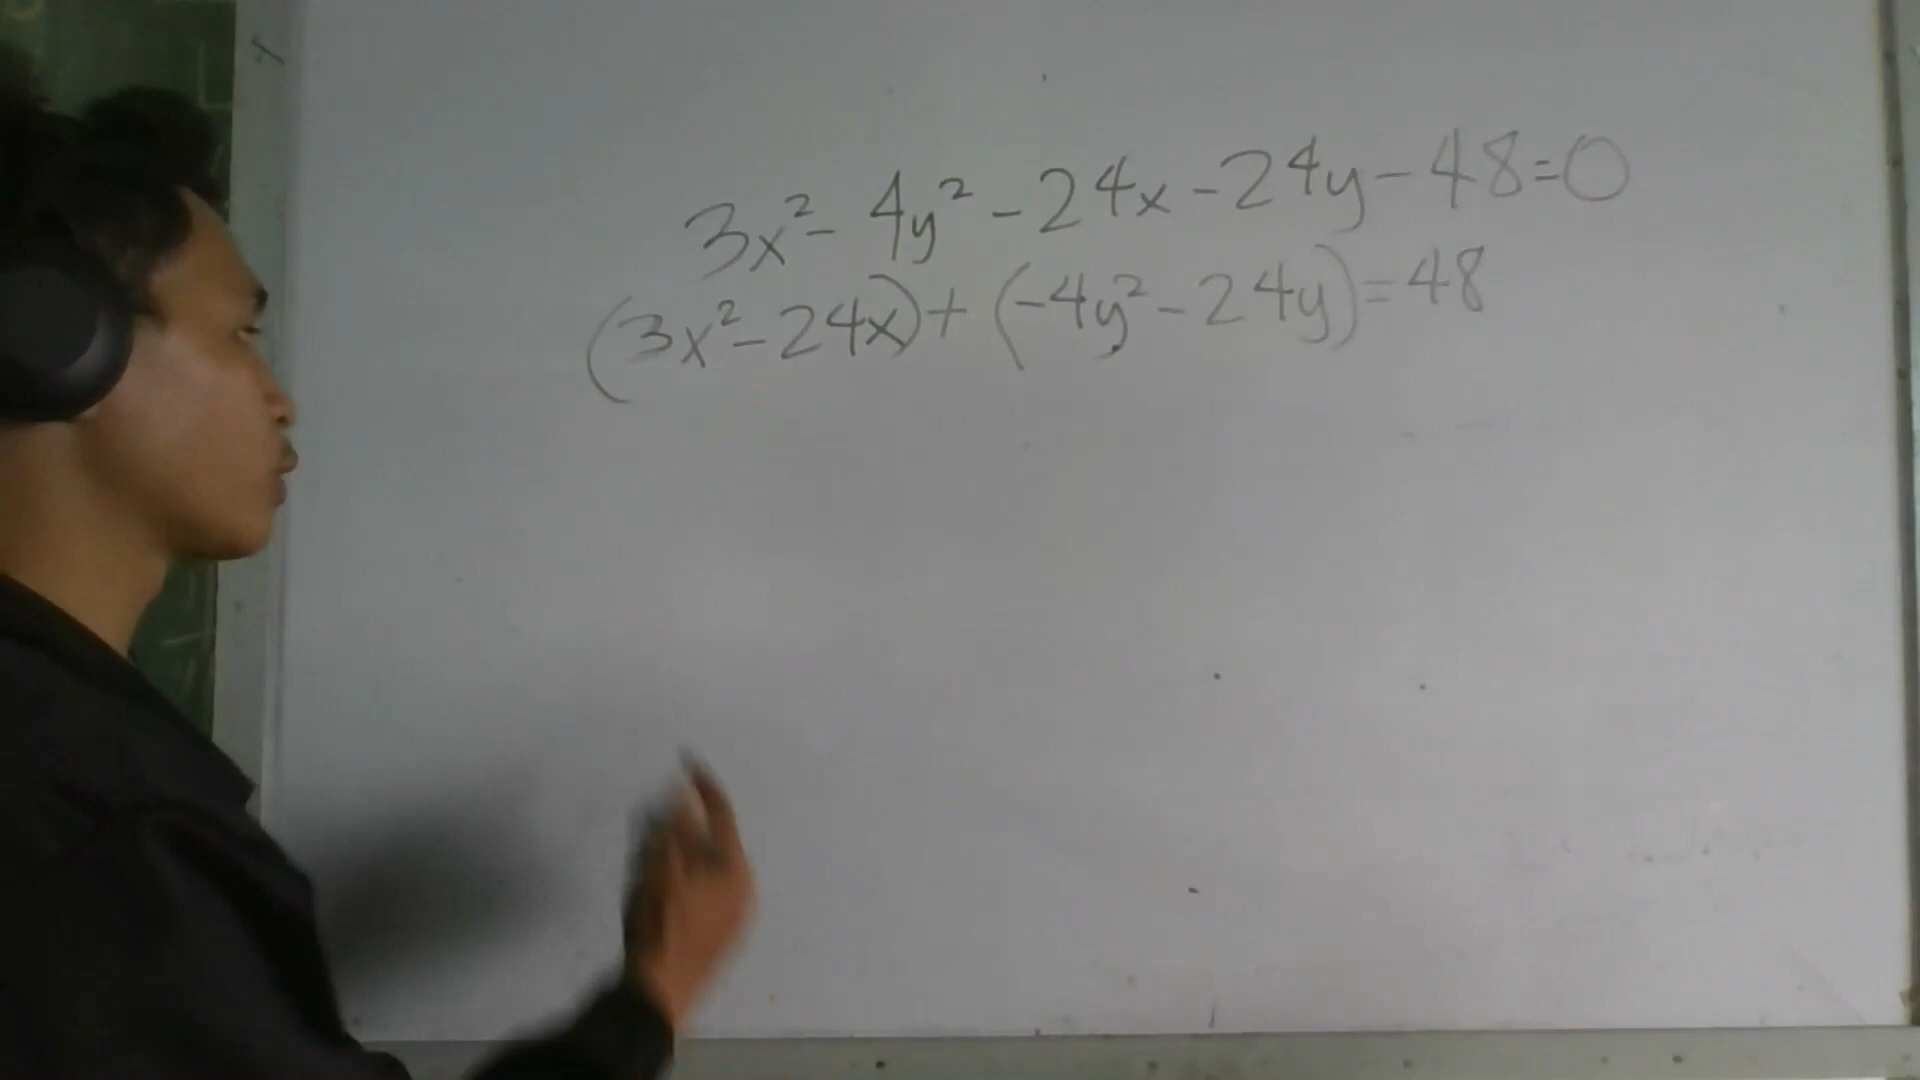 3x² - 4y² - 24x - 24y - 48 = 0
(3x² - 24x) + (-4y² - 24y) = 48